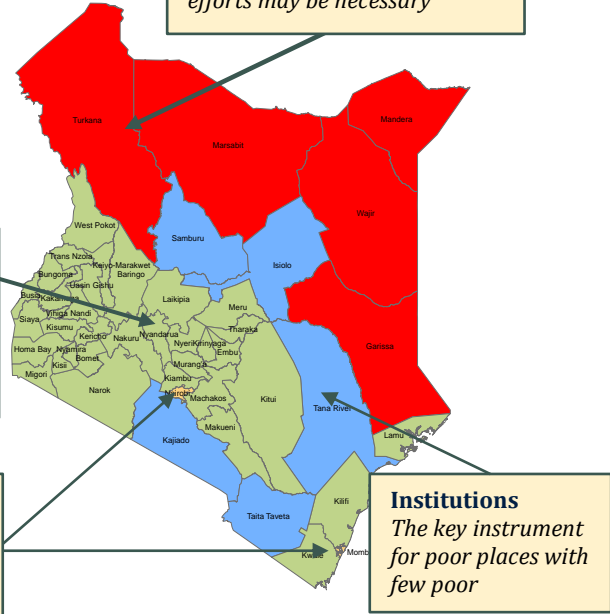 efforts may be necessary
Turkana
Marsabit
Mandera
Wajir
West Pokot
Samburu
Isiolo
Trans Nzoia
Keiyo-Marakwet
Bungoma
Baringo
Uasin Gishu
Busia
Kakamega
Laikipia
Meru
Siaya
Vihiga
Nandi
Kisumu
Tharaka
Garissa
Kericho
Nakuru
Nyandarua
Nyeri
Kirinyaga
Homa Bay
Nyamira
Embu
Bomet
Kisii
Murang'a
Migori
Kiambu
Narok
Nairobi
Machakos
Kitui
Tana River
Makueni
Lamu
Kajiado
Kilifi
Taita Taveta
Kwale
Momb
Institutions
The key instrument
for poor places with
few poor